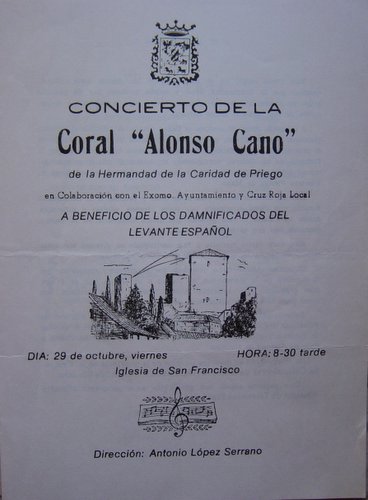 CONCIERTO DE LA
Coral "Alonso Cano"
de la Hermandad de la Caridad de Priego
en Colaboración con el Exomo. Ayuntamiento y Cruz Roja Local
A BENEFICIO DE LOS DAMNIFICADOS DEL
LEVANTE ESPAÑOL
DIA: 29 de octubre, viernes HORA: 8-30 tarde
Iglesia de San Francisco
Dirección: Antonio López Serrano